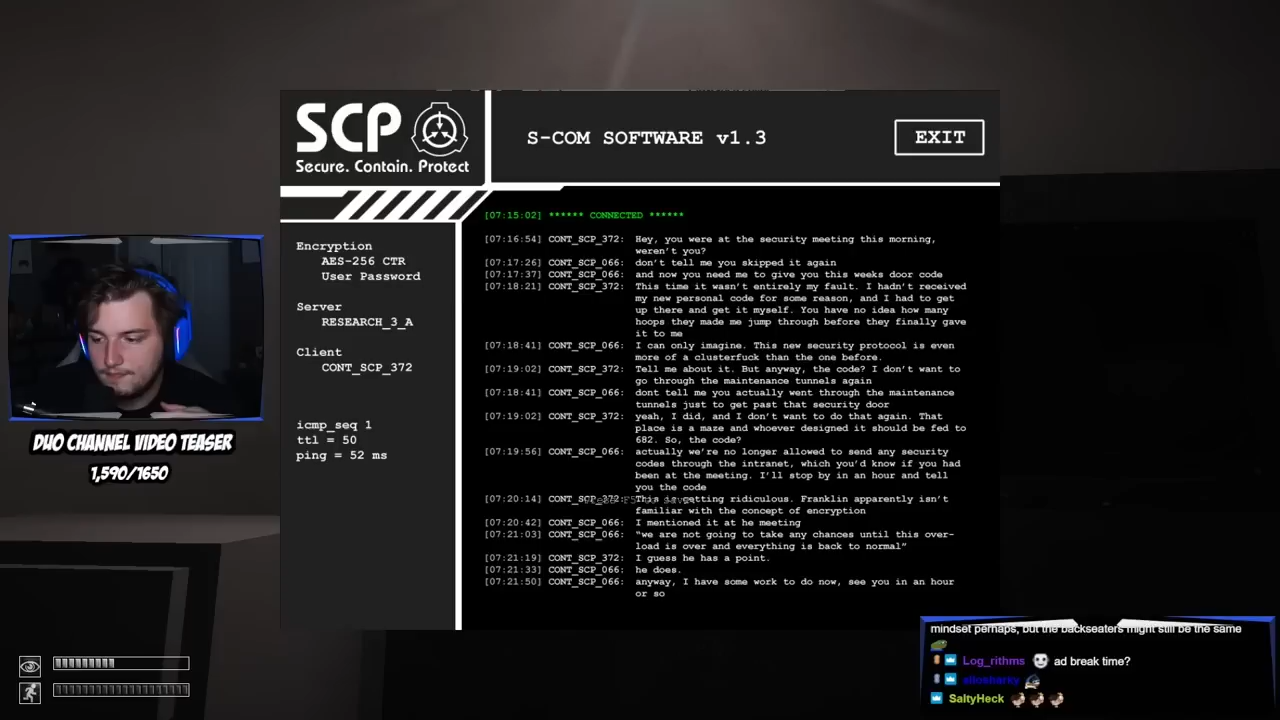 SCP
Secure. Contain. Protect
S-COM SOFTWARE v1.3
EXIT
Encryption
AES-256 CTR
User Password
Server
RESEARCH_3_A
Client
CONT_SCP_372
icmp_seq 1
ttl = 50
ping = 52 ms
[07:15:02] ****** CONNECTED ******
[07:16:54] CONT_SCP_372: Hey, you were at the security meeting this morning,
weren't you?
[07:17:26] CONT_SCP_066: don't tell me you skipped it again
[07:17:37] CONT_SCP_066: and now you need me to give you this weeks door code
[07:18:21] CONT_SCP_372: This time it wasn't entirely my fault. I hadn't received
my new personal code for some reason, and I had to get
up there and get it myself. You have no idea how many
hoops they made me jump through before they finally gave
it to me
[07:18:41] CONT_SCP_066: I can only imagine. This new security protocol is even
more of a clusterfuck than the one before.
[07:19:02] CONT_SCP_372: Tell me about it. But anyway, the code? I don't want to
go through the maintenance tunnels again
[07:18:41] CONT_SCP_066: dont tell me you actually went through the maintenance
tunnels just to get past that security door
[07:19:02] CONT_SCP_372: yeah, I did, and I don't want to do that again. That
place is a maze and whoever designed it should be fed to
682. So, the code?
[07:19:56] CONT_SCP_066: actually we're no longer allowed to send any security
codes through the intranet, which you'd know if you had
been at the meeting. I'll stop by in an hour and tell
you the code
[07:20:14] CONT_SCP_372: This is getting ridiculous. Franklin apparently isn't
familiar with the concept of encryption
[07:20:42] CONT_SCP_066: I mentioned it at he meeting
[07:21:03] CONT_SCP_066: "we are not going to take any chances until this over-
load is over and everything is back to normal"
[07:21:19] CONT_SCP_372: I guess he has a point.
[07:21:33] CONT_SCP_066: he does.
[07:21:50] CONT_SCP_066: anyway, I have some work to do now, see you in an hour
or so
DUO CHANNEL VIDEO TEASER
1,590/1650
mindset perhaps, but the backseaters might still be the same
Log_rithms ad break time?
SaltyHeck